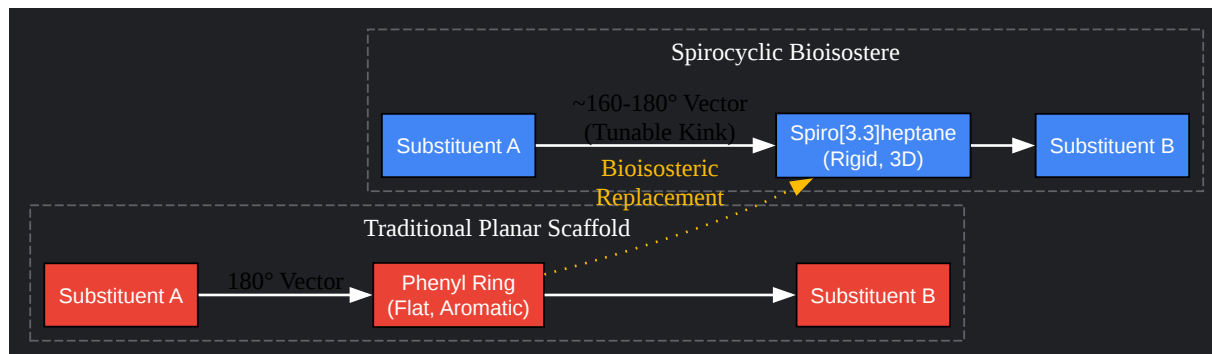 Spirocyclic Bioisostere
~160-180° Vector
(Tunable Kink)
Substituent A
Spiro[3.3]heptane
(Rigid, 3D)
Substituent B
Bioisosteric
Replacement
Traditional Planar Scaffold
Substituent A
180° Vector
Phenyl Ring
(Flat, Aromatic)
Substituent B